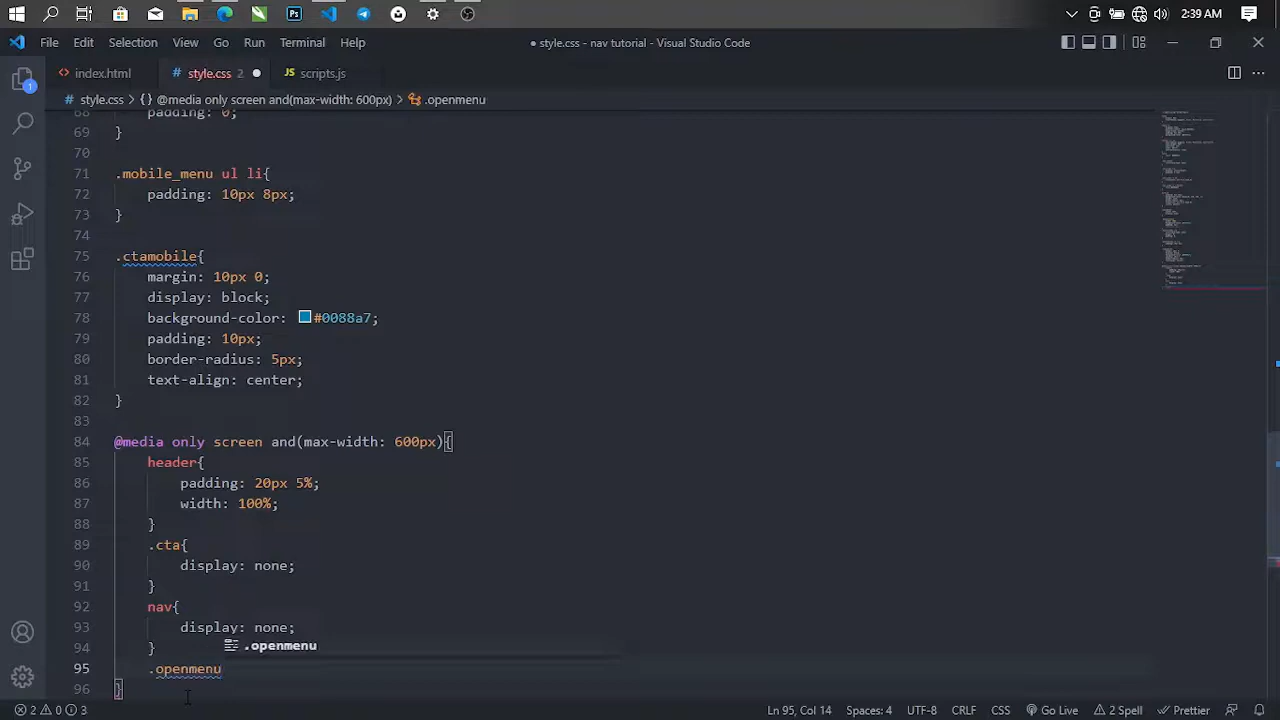 2:39 AM
File Edit Selection View Go Run Terminal Help
● style.css - nav tutorial - Visual Studio Code
<> index.html # style.css 2 ● JS scripts.js
# style.css > {} @media only screen and(max-width: 600px) > .openmenu
68 padding: 0;
69 }
70
71 .mobile_menu ul li{
72 padding: 10px 8px;
73 }
74
75 .ctamobile{
76 margin: 10px 0;
77 display: block;
78 background-color: #0088a7;
79 padding: 10px;
80 border-radius: 5px;
81 text-align: center;
82 }
83
84 @media only screen and(max-width: 600px){
85 header{
86 padding: 20px 5%;
87 width: 100%;
88 }
89 .cta{
90 display: none;
91 }
92 nav{
93 display: none;
94 }
.openmenu
95 .openmenu
96 }
1
2 0 3 Ln 95, Col 14 Spaces: 4 UTF-8 CRLF CSS Go Live 2 Spell Prettier